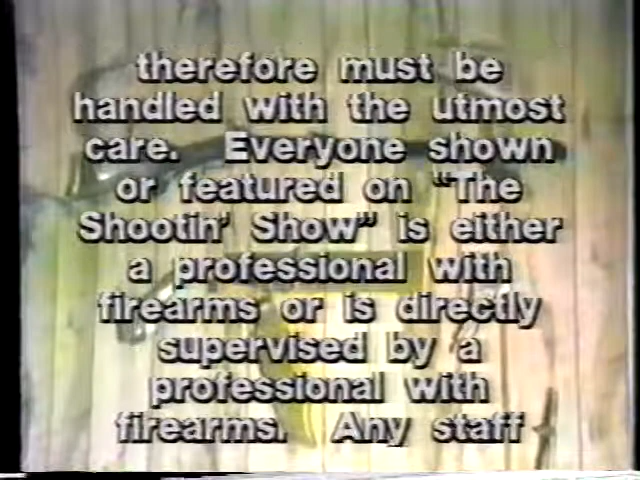 therefore must be
handled with the utmost
care. Everyone shown
or featured on "The
Shootin' Show" is either
a professional with
firearms or is directly
supervised by a
professional with
firearms. Any staff